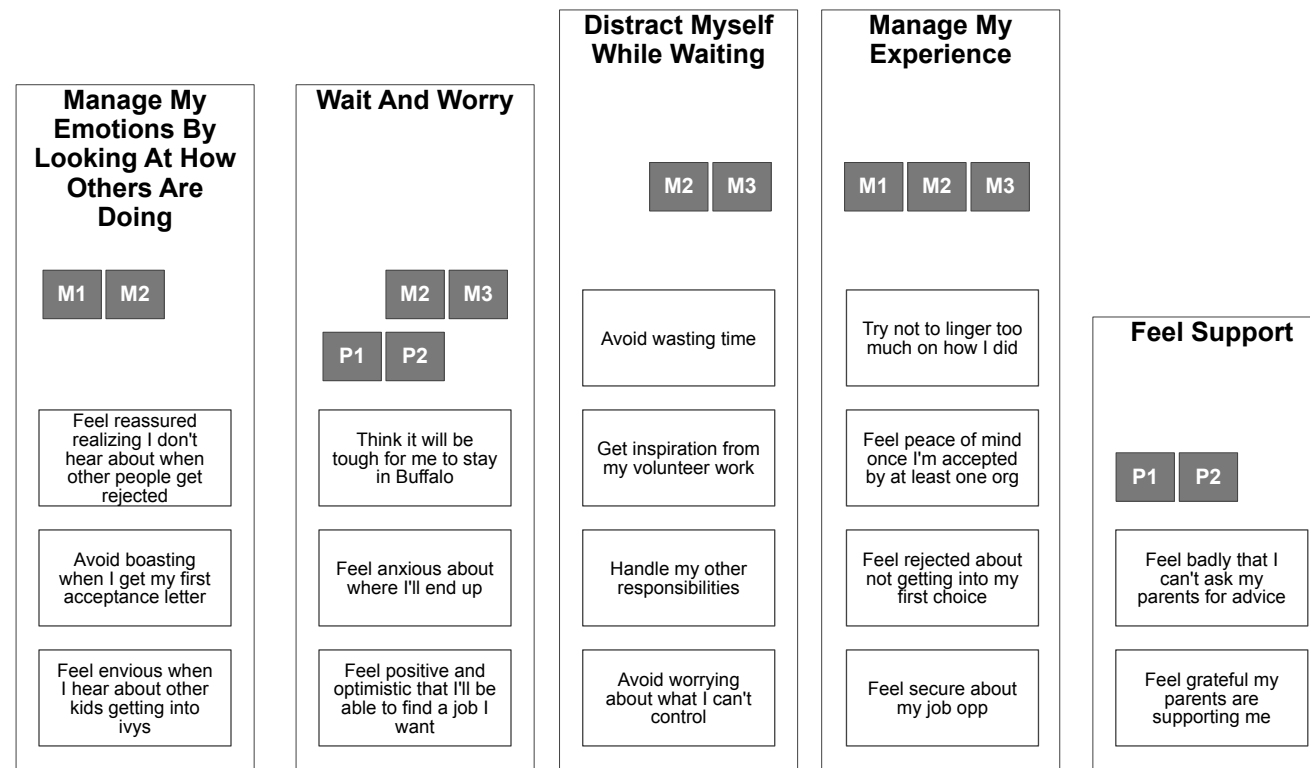 Manage My
Emotions By
Looking At How
Others Are
Doing
M1 M2
Feel reassured
realizing I don't
hear about when
other people get
rejected
Avoid boasting
when I get my first
acceptance letter
Feel envious when
I hear about other
kids getting into
ivys
Wait And Worry
M2 M3
P1 P2
Think it will be
tough for me to stay
in Buffalo
Feel anxious about
where I'll end up
Feel positive and
optimistic that I'll be
able to find a job I
want
Distract Myself
While Waiting
M2 M3
Avoid wasting time
Get inspiration from
my volunteer work
Handle my other
responsibilities
Avoid worrying
about what I can't
control
Manage My
Experience
M1 M2 M3
Try not to linger too
much on how I did
Feel peace of mind
once I'm accepted
by at least one org
Feel rejected about
not getting into my
first choice
Feel secure about
my job opp
Feel Support
P1 P2
Feel badly that I
can't ask my
parents for advice
Feel grateful my
parents are
supporting me